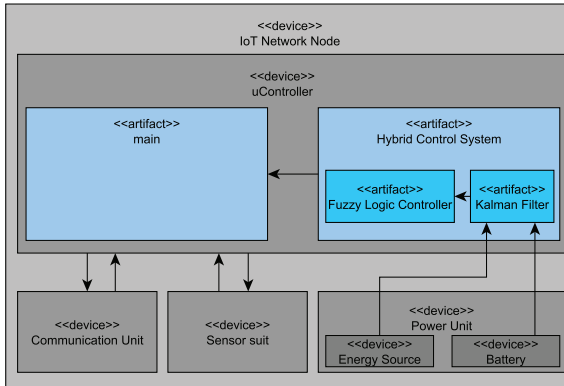 <<device>>
IoT Network Node
<<device>>
uController
<<artifact>>
main
<<artifact>>
Hybrid Control System
<<artifact>>
Fuzzy Logic Controller
<<artifact>>
Kalman Filter
<<device>>
Communication Unit
<<device>>
Sensor suit
<<device>>
Power Unit
<<device>>
Energy Source
<<device>>
Battery